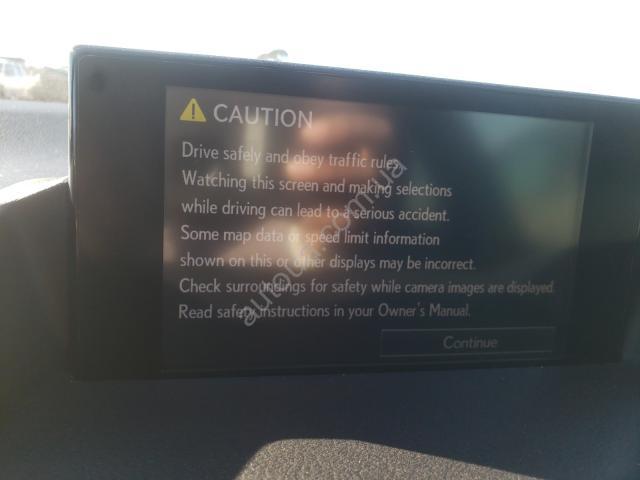 CAUTION
Drive safely and obey traffic rules.
Watching this screen and making selections
while driving can lead to a serious accident.
Some map data or speed limit information
shown on this or other displays may be incorrect.
Check surroundings for safety while camera images are displayed.
Read safety instructions in your Owner's Manual.
Continue